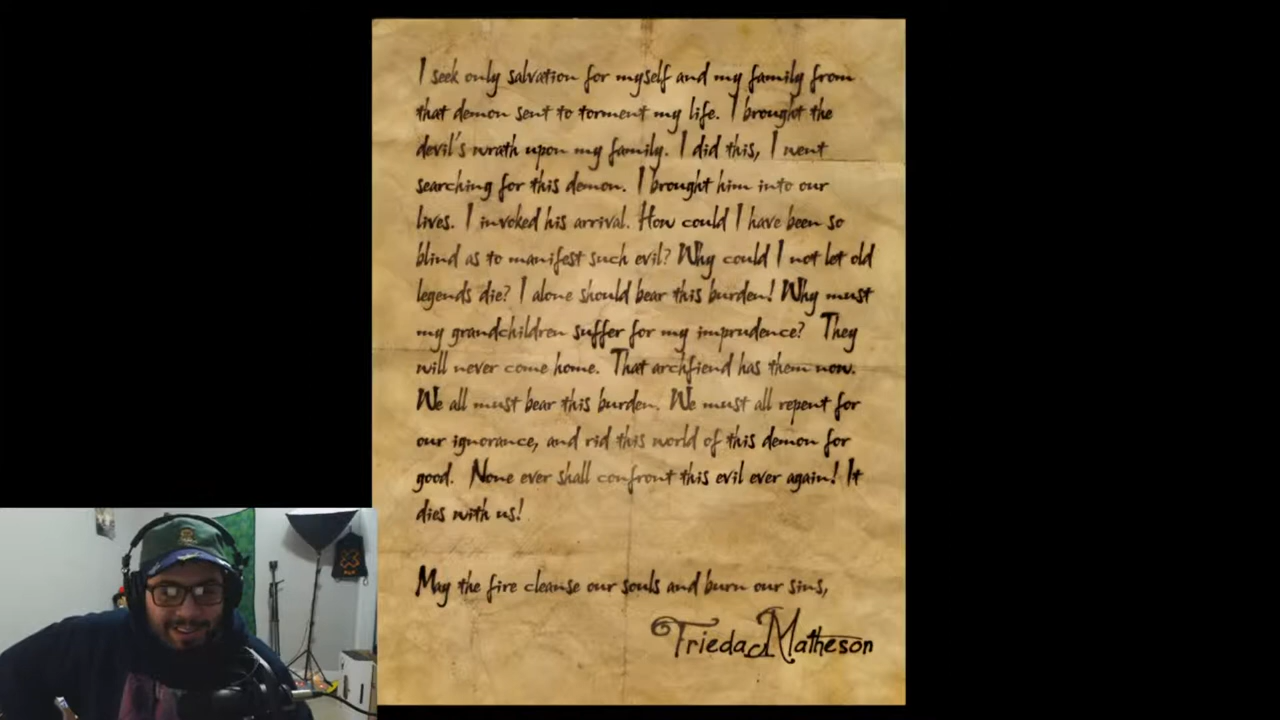 I seek only salvation for myself and my family from
that demon sent to torment my life. I brought the
devil's wrath upon my family. I did this, I went
searching for this demon. I brought him into our
lives. I invoked his arrival. How could I have been so
blind as to manifest such evil? Why could I not let old
legends die? I alone should bear this burden! Why must
my grandchildren suffer for my imprudence? They
will never come home. That archfiend has them now.
We all must bear this burden. We must all repent for
our ignorance, and rid this world of this demon for
good. None ever shall confront this evil ever again! It
dies with us!
May the fire cleanse our souls and burn our sins,
Frieda Matheson